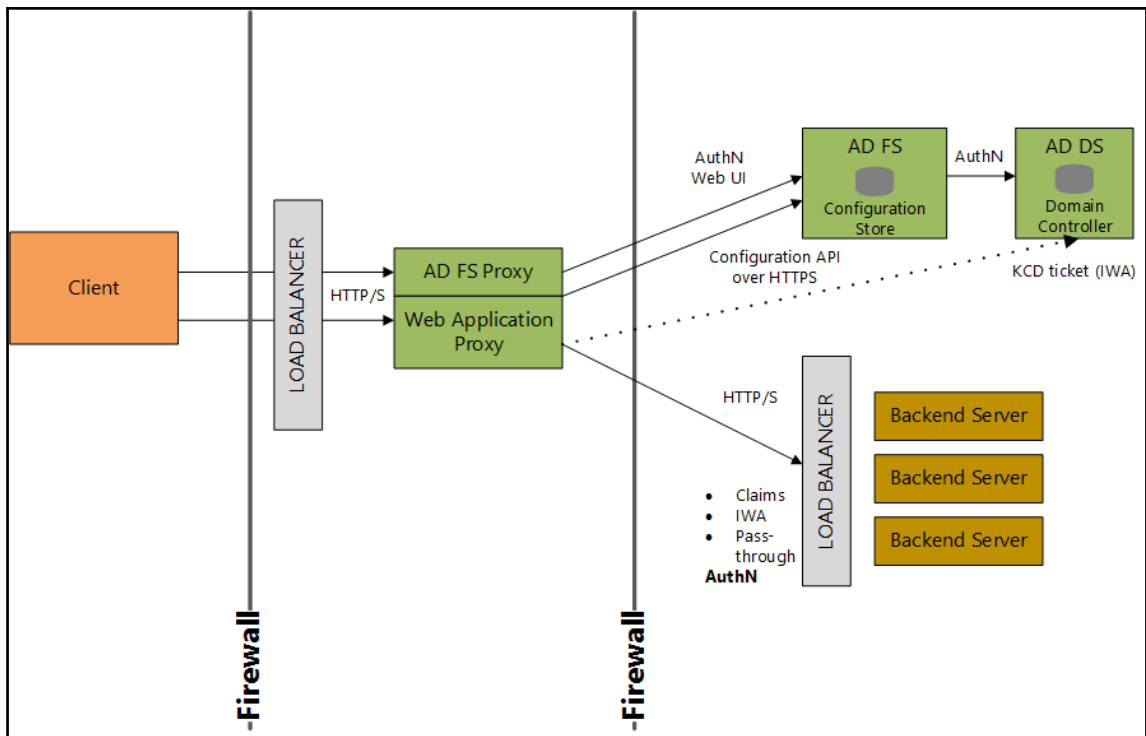 Client
LOAD BALANCER
HTTP/S
AD FS Proxy
Web Application
Proxy
AuthN
Web UI
Configuration API
over HTTPS
AD FS
Configuration
Store
AuthN
AD DS
Domain
Controller
KCD ticket (IWA)
HTTP/S
• Claims
• IWA
• Pass-
through
AuthN
LOAD BALANCER
Backend Server
Backend Server
Backend Server
Firewall
Firewall